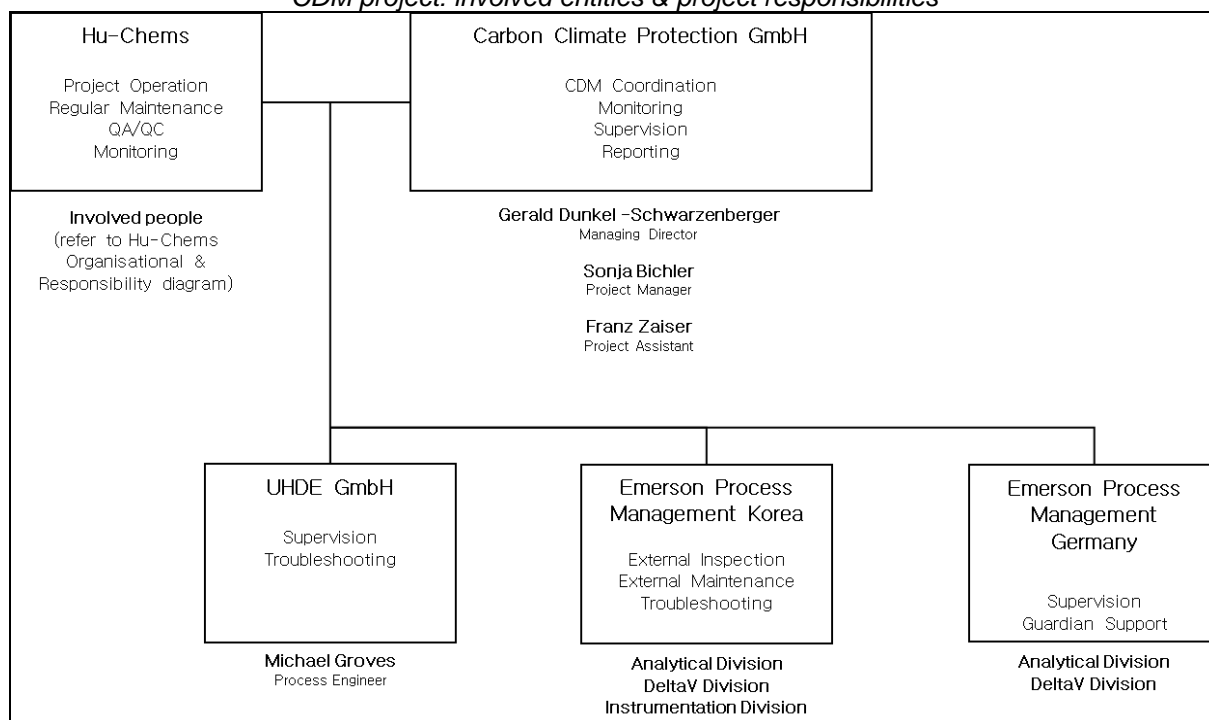 CDM project: Involved entities & project responsibilities
Hu-Chems
Project Operation
Regular Maintenance
QA/QC
Monitoring
Involved people
(refer to Hu-Chems
Organisational &
Responsibility diagram)
Carbon Climate Protection GmbH
CDM Coordination
Monitoring
Supervision
Reporting
Gerald Dunkel -Schwarzenberger
Managing Director
Sonja Bichler
Project Manager
Franz Zaiser
Project Assistant
UHDE GmbH
Supervision
Troubleshooting
Michael Groves
Process Engineer
Emerson Process
Management Korea
External Inspection
External Maintenance
Troubleshooting
Analytical Division
DeltaV Division
Instrumentation Division
Emerson Process
Management
Germany
Supervision
Guardian Support
Analytical Division
DeltaV Division